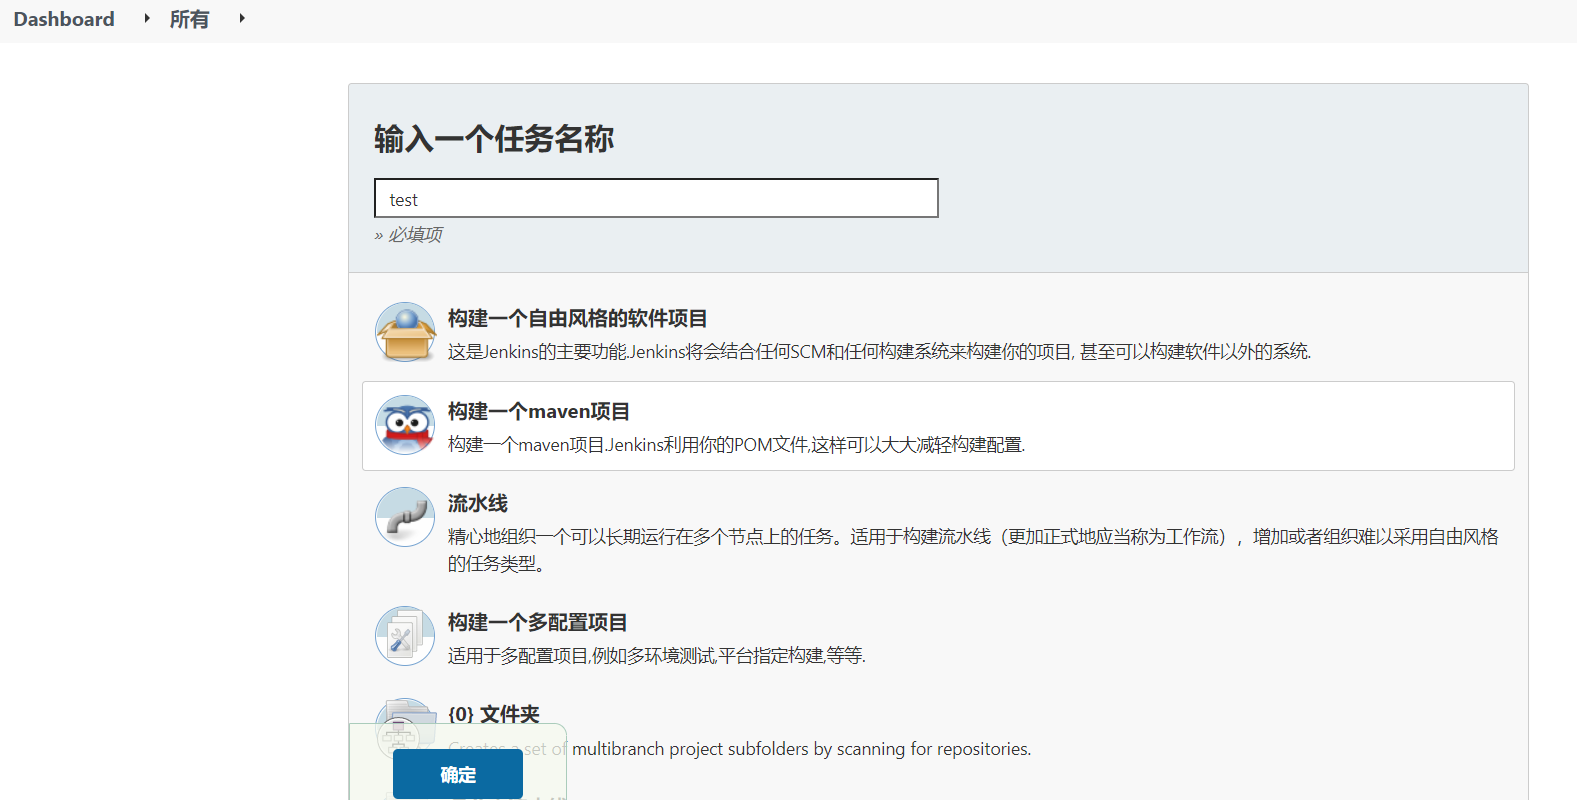 Dashboard 所有
输入一个任务名称
test
» 必填项
构建一个自由风格的软件项目
这是Jenkins的主要功能.Jenkins将会结合任何SCM和任何构建系统来构建你的项目, 甚至可以构建软件以外的系统.
构建一个maven项目
构建一个maven项目.Jenkins利用你的POM文件,这样可以大大减轻构建配置.
流水线
精心地组织一个可以长期运行在多个节点上的任务。适用于构建流水线（更加正式地应当称为工作流），增加或者组织难以采用自由风格
的任务类型。
构建一个多配置项目
适用于多配置项目,例如多环境测试,平台指定构建,等等.
{0} 文件夹
Creates a set of multibranch project subfolders by scanning for repositories.
确定